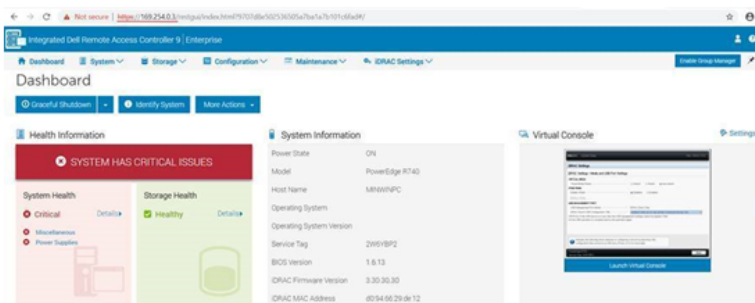 Not secure | https://169.254.0.3/restgui/index.html
Integrated Dell Remote Access Controller 9 | Enterprise
Dashboard System Storage Configuration Maintenance iDRAC Settings Enable Group Manager
Dashboard
Graceful Shutdown Identify System More Actions
Health Information
SYSTEM HAS CRITICAL ISSUES
System Health
Critical Details
Miscellaneous
Power Supplies
Storage Health
Healthy Details
System Information
Power State ON
Model PowerEdge R740
Host Name MINWINPC
Operating System
Operating System Version
Service Tag
BIOS Version 1.6.13
iDRAC Firmware Version 3.30.30.30
iDRAC MAC Address d0:94:66:29:de:12
Virtual Console
Settings
Launch Virtual Console